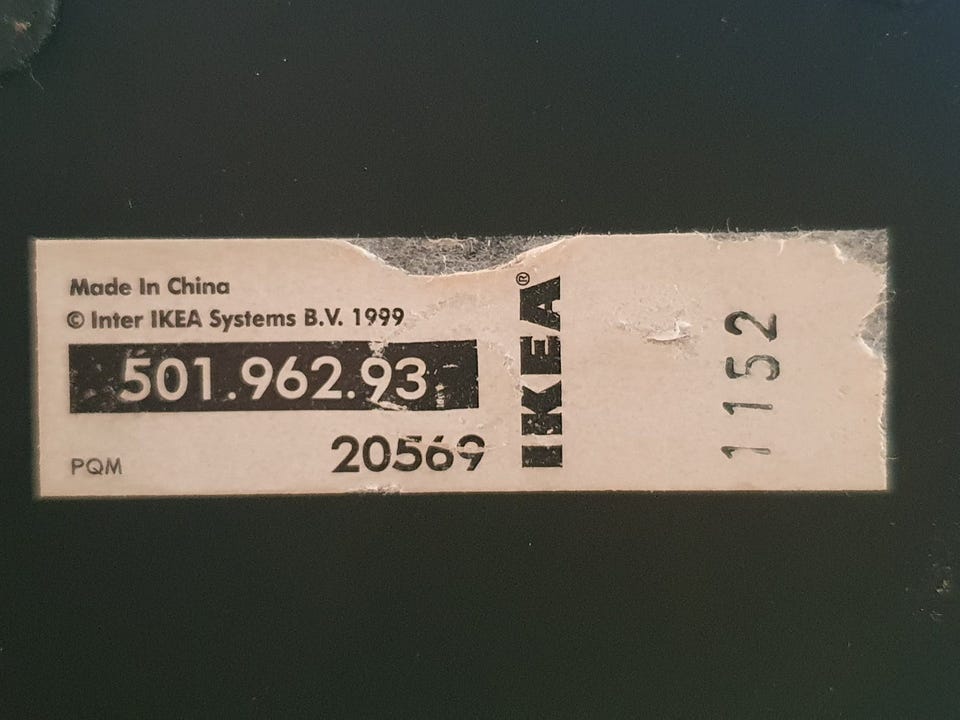 Made In China
© Inter IKEA Systems B.V. 1999
501.962.93
PQM 20569
IKEA®
1152